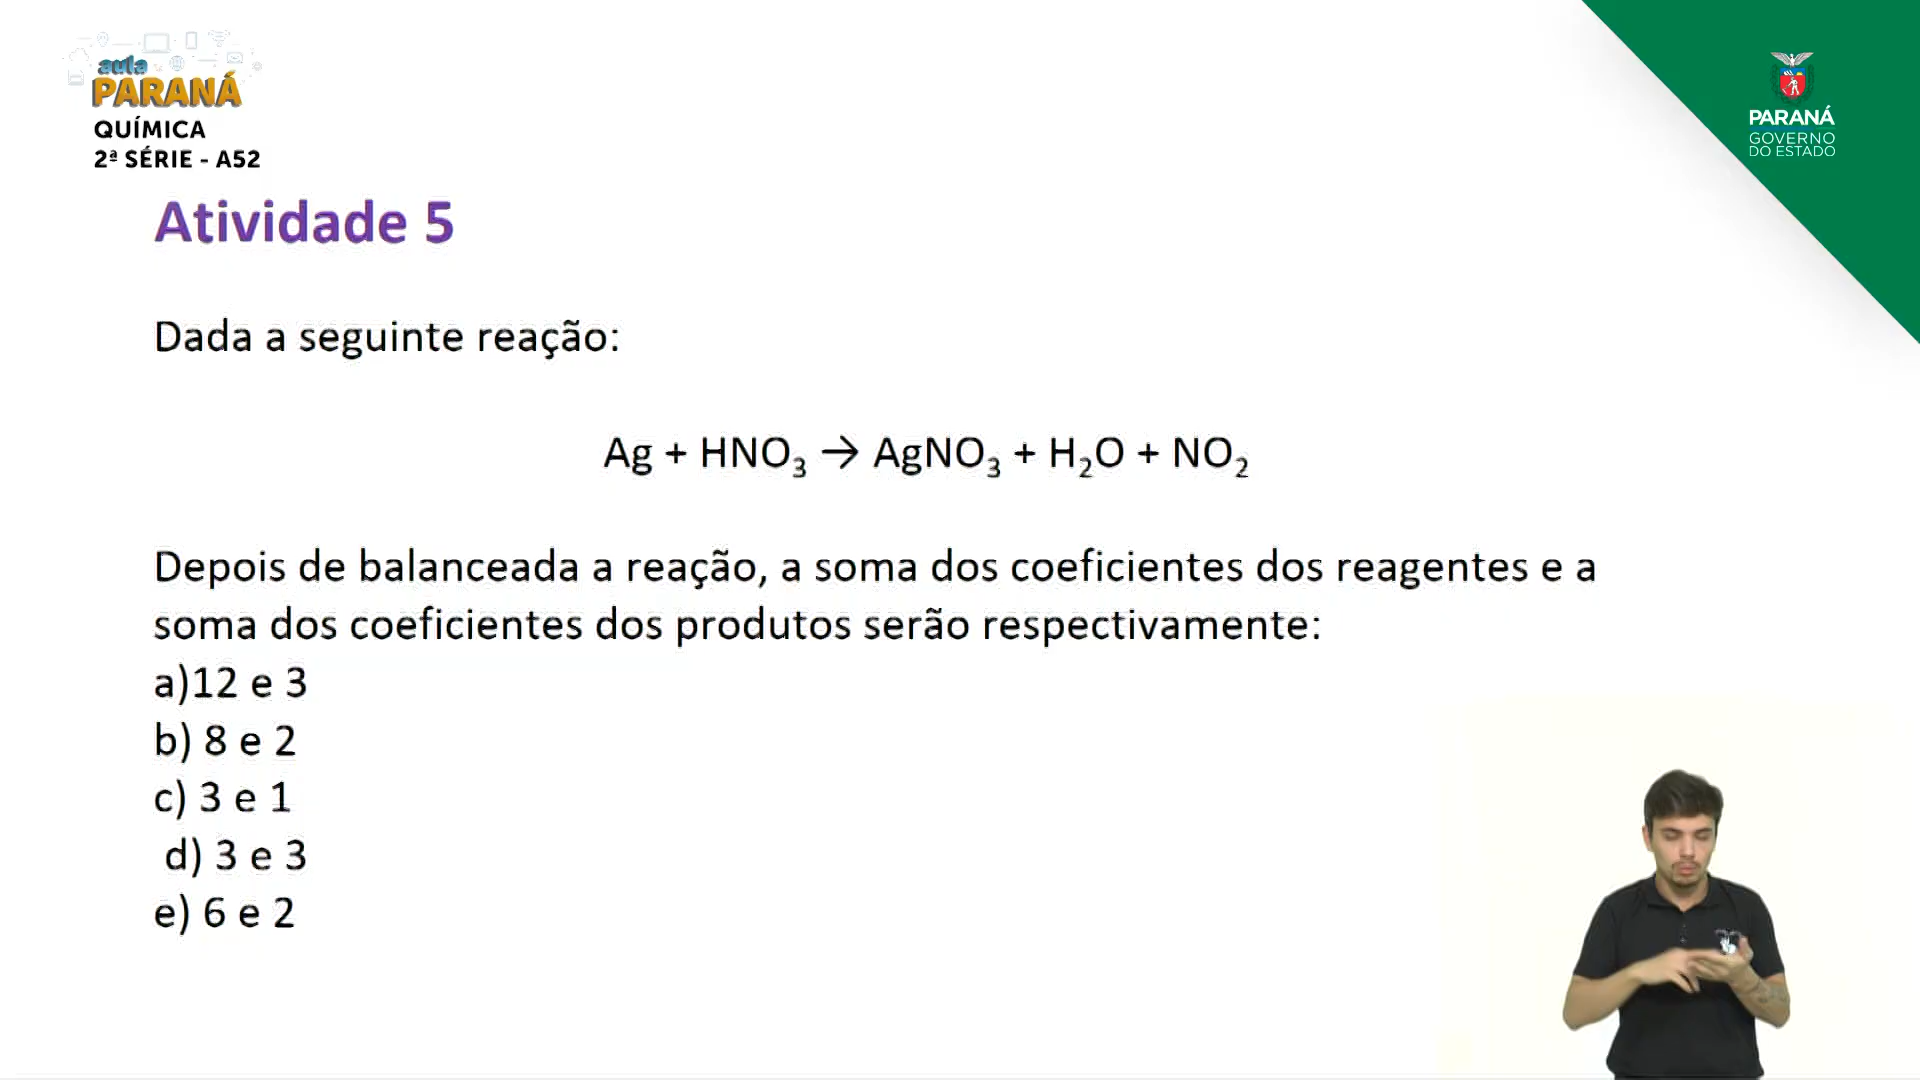 aula
PARANÁ
QUÍMICA
2ª SÉRIE - A52
PARANÁ
GOVERNO
DO ESTADO
Atividade 5
Dada a seguinte reação:
Ag + HNO₃ → AgNO₃ + H₂O + NO₂
Depois de balanceada a reação, a soma dos coeficientes dos reagentes e a
soma dos coeficientes dos produtos serão respectivamente:
a)12 e 3
b) 8 e 2
c) 3 e 1
d) 3 e 3
e) 6 e 2